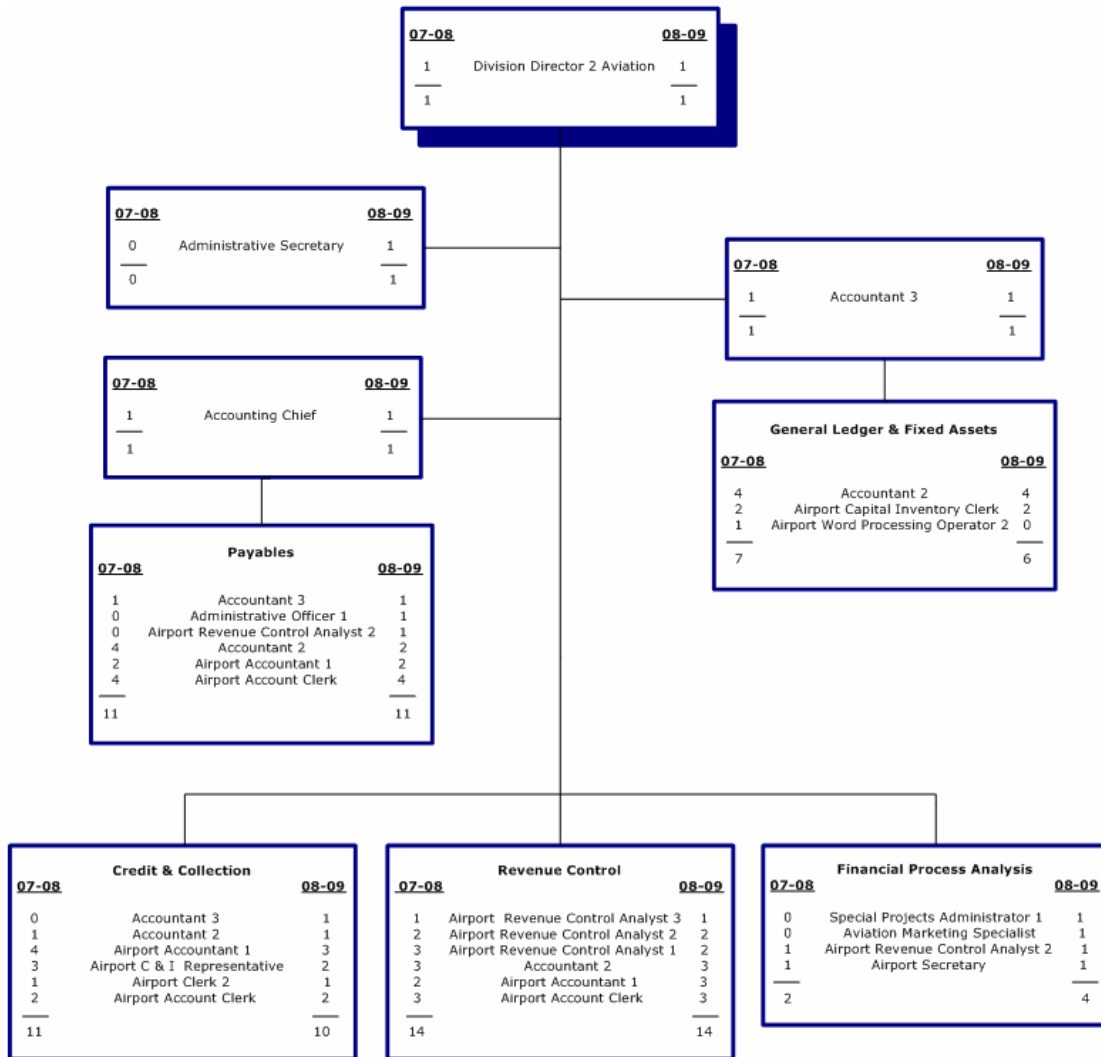 07-08 08-09
1 Division Director 2 Aviation 1
1 1
07-08 08-09
0 Administrative Secretary 1
0 1
07-08 08-09
1 Accountant 3 1
1 1
07-08 08-09
1 Accounting Chief 1
1 1
General Ledger & Fixed Assets
07-08 08-09
4 Accountant 2 4
2 Airport Capital Inventory Clerk 2
1 Airport Word Processing Operator 2 0
7 6
Payables
07-08 08-09
1 Accountant 3 1
0 Administrative Officer 1 1
0 Airport Revenue Control Analyst 2 1
4 Accountant 2 2
2 Airport Accountant 1 2
4 Airport Account Clerk 4
11 11
Credit & Collection
07-08 08-09
0 Accountant 3 1
1 Accountant 2 1
4 Airport Accountant 1 3
3 Airport C & I Representative 2
1 Airport Clerk 2 1
2 Airport Account Clerk 2
11 10
Revenue Control
07-08 08-09
1 Airport Revenue Control Analyst 3 1
2 Airport Revenue Control Analyst 2 2
3 Airport Revenue Control Analyst 1 2
3 Accountant 2 3
2 Airport Accountant 1 3
3 Airport Account Clerk 3
14 14
Financial Process Analysis
07-08 08-09
0 Special Projects Administrator 1 1
0 Aviation Marketing Specialist 1
1 Airport Revenue Control Analyst 2 1
1 Airport Secretary 1
2 4